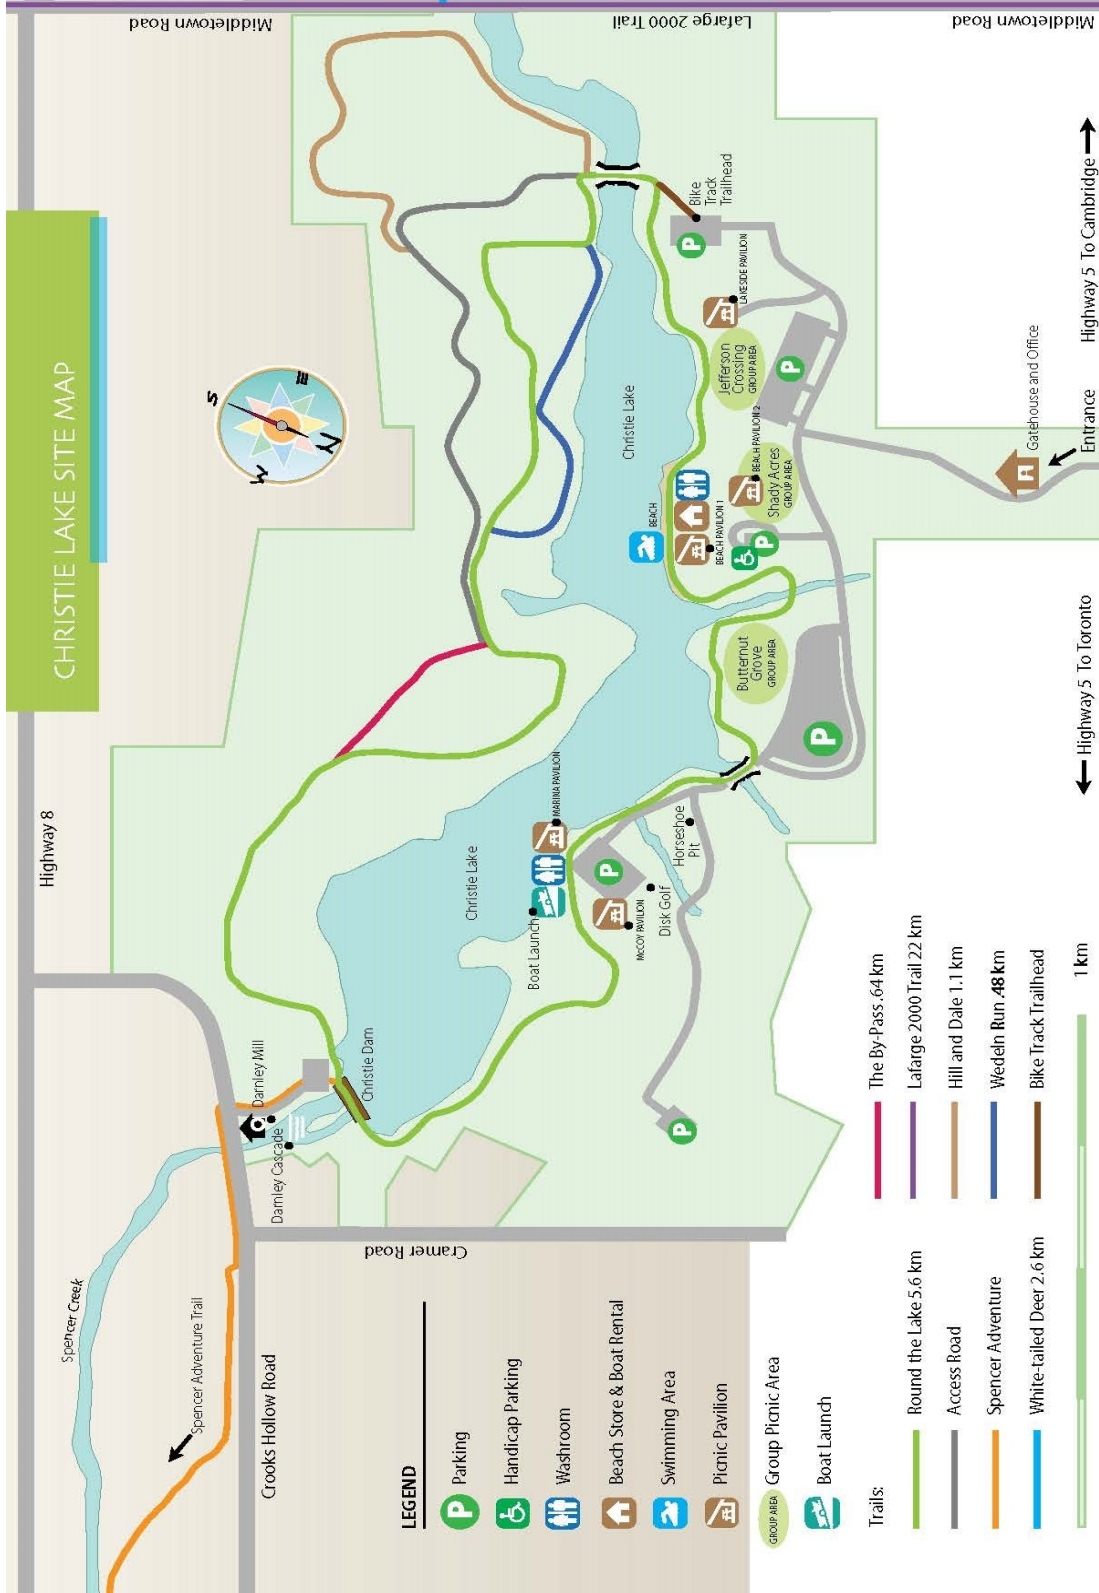 CHRISTIE LAKE SITE MAP
Highway 8
Middletown Road
Lafarge 2000 Trail
Middletown Road
S
E
N
W
Spencer Creek
Spencer Adventure Trail
Crooks Hollow Road
Cramer Road
Darnley Cascade
Darnley Mill
Christie Dam
Christie Lake
Boat Launch
MARINA PAVILION
McCOY PAVILION
P
Disk Golf
Horseshoe
Pit
P
Christie Lake
BEACH
BEACH PAVILION 1
BEACH PAVILION 2
Shady Acres
GROUP AREA
P
Butternut
Grove
GROUP AREA
P
Jefferson
Crossing
GROUP AREA
LAKESIDE PAVILION
P
Bike
Track
Trailhead
P
Gatehouse and Office
Entrance
Highway 5 To Toronto
Highway 5 To Cambridge
LEGEND
P Parking
Handicap Parking
Washroom
Beach Store & Boat Rental
Swimming Area
Picnic Pavilion
GROUP AREA Group Picnic Area
Boat Launch
Trails:
Round the Lake 5.6 km
Access Road
Spencer Adventure
White-tailed Deer 2.6 km
The By-Pass .64 km
Lafarge 2000 Trail 22 km
Hill and Dale 1.1 km
Wedeln Run .48 km
Bike Track Trailhead
1 km